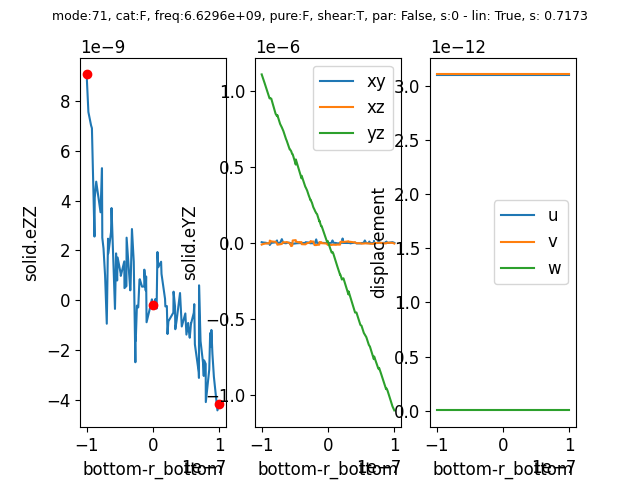 mode:71, cat:F, freq:6.6296e+09, pure:F, shear:T, par: False, s:0 - lin: True, s: 0.7173
1e−9
1e−6
1e−12
solid.eZZ
8
6
4
2
0
−2
−4
−1
0
1
1e−7
bottom-r_bottom
solid.eYZ
1.0
0.5
0.0
−0.5
−1.0
xy
xz
yz
−1
0
1
1e−7
bottom-r_bottom
displacement
3.0
2.5
2.0
1.5
1.0
0.5
0.0
u
v
w
−1
0
1
1e−7
bottom-r_bottom